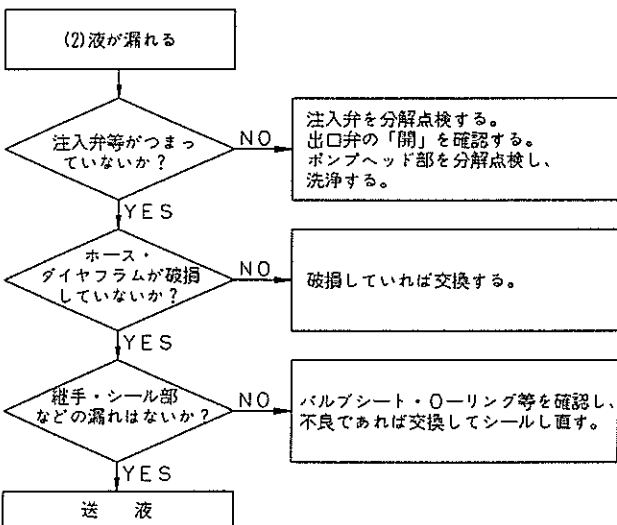 (2)液が漏れる
注入弁等がつまっ
ていないか？
NO
注入弁を分解点検する。
出口弁の「開」を確認する。
ポンプヘッド部を分解点検し、
洗浄する。
YES
ホース・
ダイヤフラムが破損
していないか？
NO
破損していれば交換する。
YES
継手・シール部
などの漏れはないか？
NO
バルブシート・Oーリング等を確認し、
不良であれば交換してシールし直す。
YES
送　液